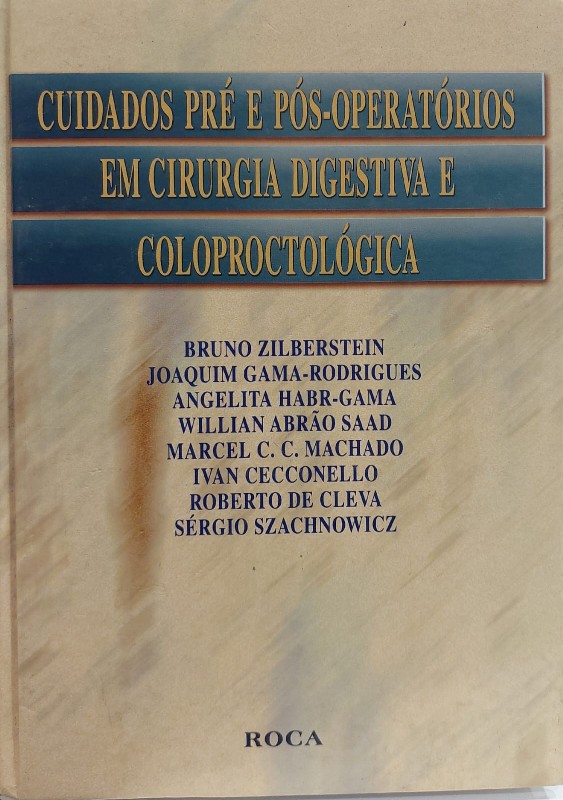 CUIDADOS PRÉ E PÓS-OPERATÓRIOS
EM CIRURGIA DIGESTIVA E
COLOPROCTOLÓGICA
BRUNO ZILBERSTEIN
JOAQUIM GAMA-RODRIGUES
ANGELITA HABR-GAMA
WILLIAN ABRÃO SAAD
MARCEL C. C. MACHADO
IVAN CECCONELLO
ROBERTO DE CLEVA
SÉRGIO SZACHNOWICZ
ROCA